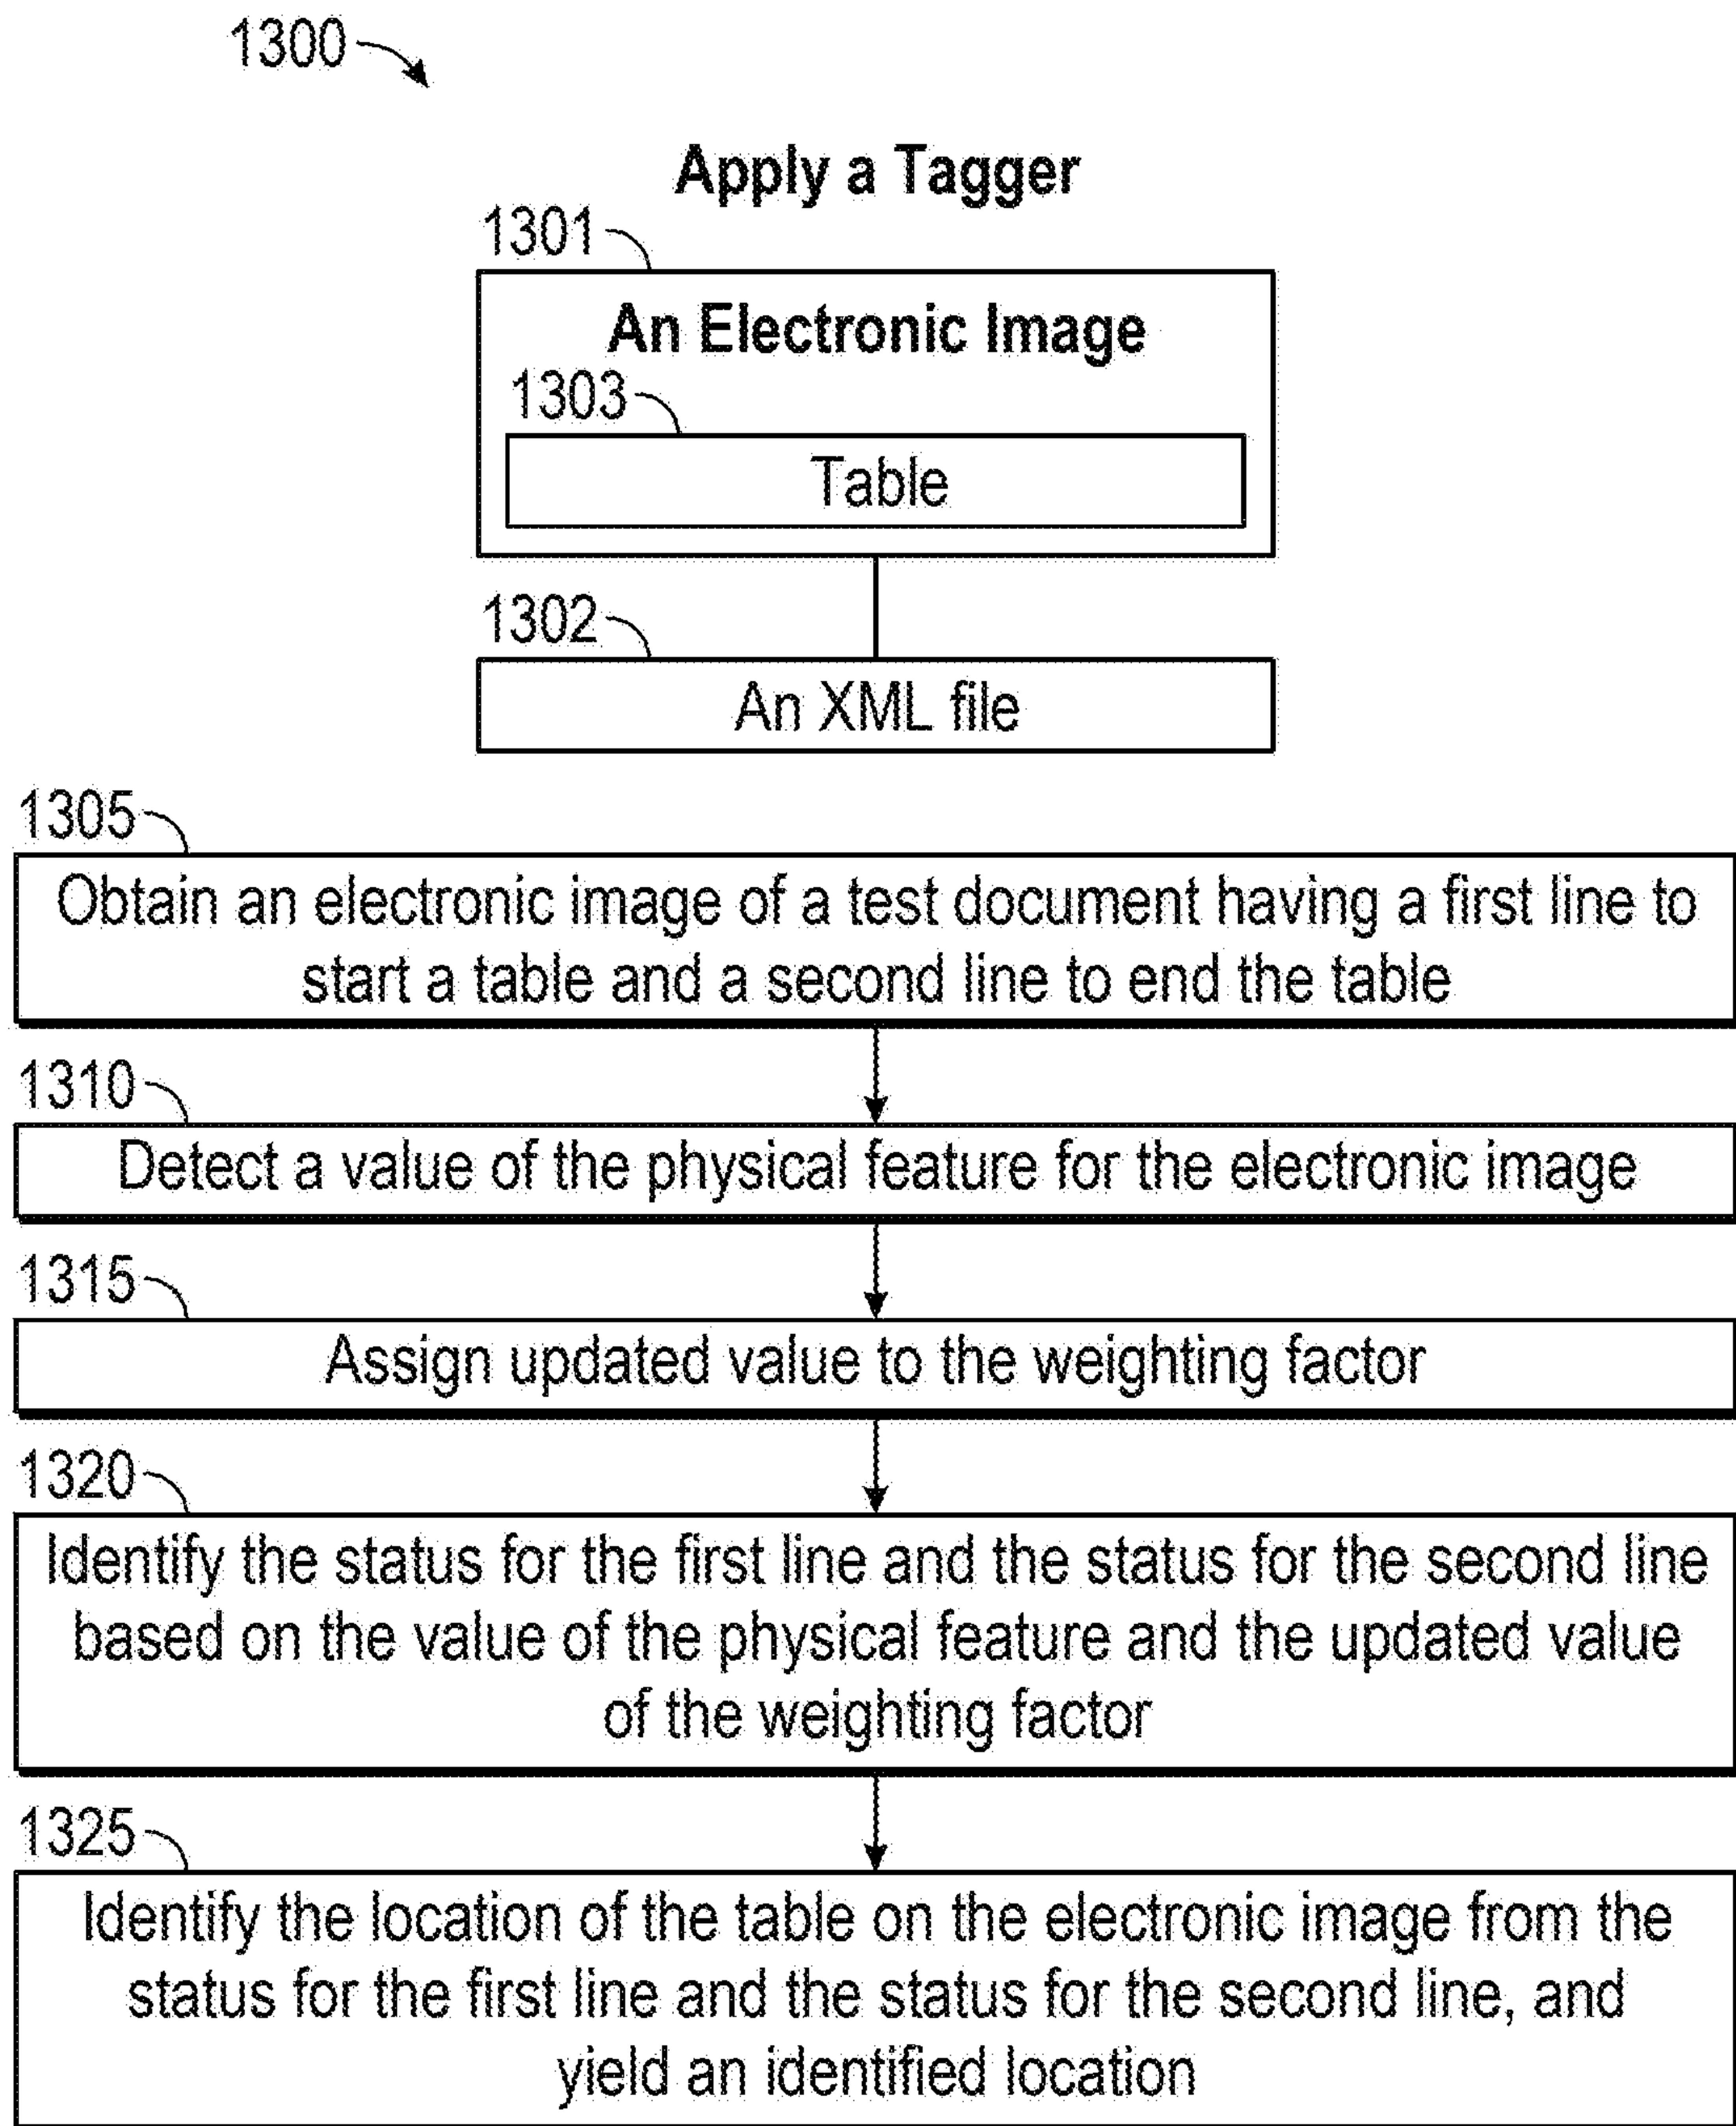 1300
Apply a Tagger
1301
An Electronic Image
1303
Table
1302
An XML file
1305
Obtain an electronic image of a test document having a first line to
start a table and a second line to end the table
1310
Detect a value of the physical feature for the electronic image
1315
Assign updated value to the weighting factor
1320
Identify the status for the first line and the status for the second line
based on the value of the physical feature and the updated value
of the weighting factor
1325
Identify the location of the table on the electronic image from the
status for the first line and the status for the second line, and
yield an identified location